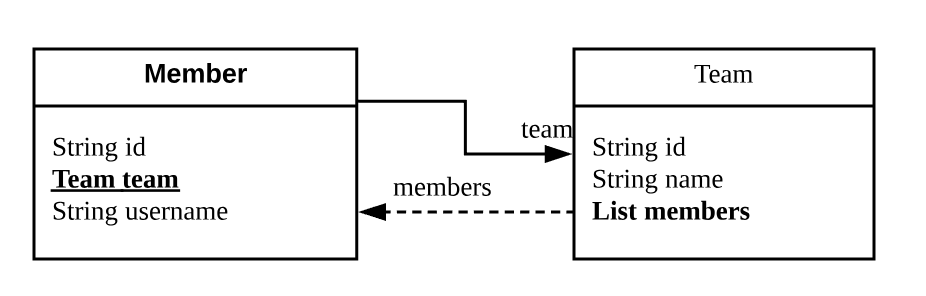 Member
String id
Team team
String username
team
members
Team
String id
String name
List members